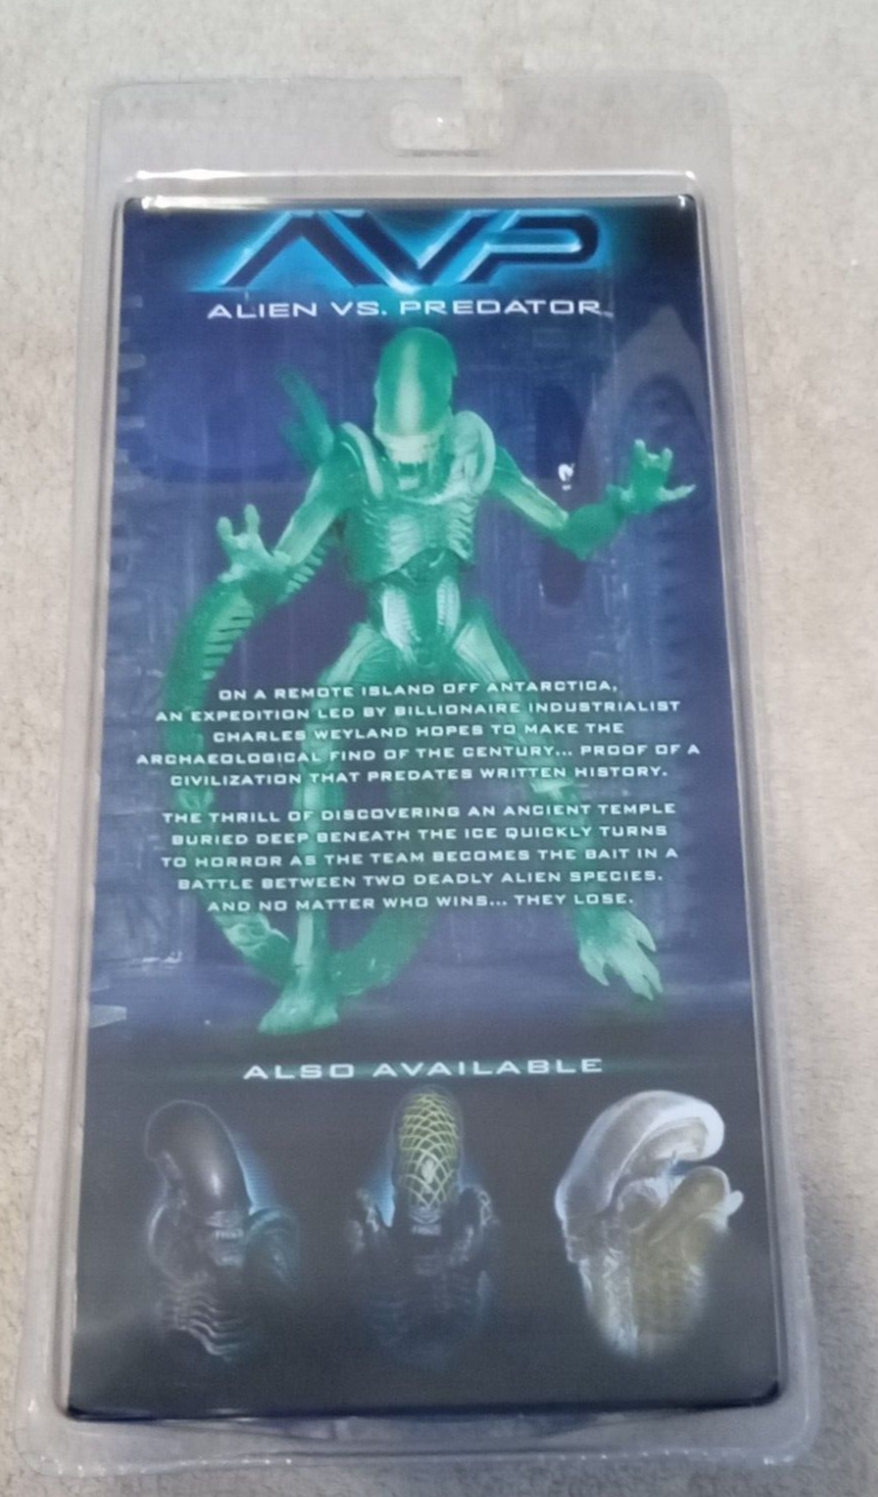 AVP
ALIEN VS. PREDATOR™
ON A REMOTE ISLAND OFF ANTARCTICA,
AN EXPEDITION LED BY BILLIONAIRE INDUSTRIALIST
CHARLES WEYLAND HOPES TO MAKE THE
ARCHAEOLOGICAL FIND OF THE CENTURY... PROOF OF A
CIVILIZATION THAT PREDATES WRITTEN HISTORY.
THE THRILL OF DISCOVERING AN ANCIENT TEMPLE
BURIED DEEP BENEATH THE ICE QUICKLY TURNS
TO HORROR AS THE TEAM BECOMES THE BAIT IN A
BATTLE BETWEEN TWO DEADLY ALIEN SPECIES.
AND NO MATTER WHO WINS... THEY LOSE.
ALSO AVAILABLE